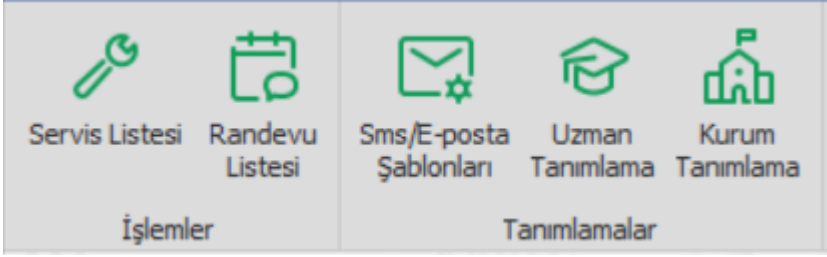 Servis Listesi
Randevu
Listesi
Sms/E-posta
Şablonları
Uzman
Tanımlama
Kurum
Tanımlama
İşlemler
Tanımlamalar